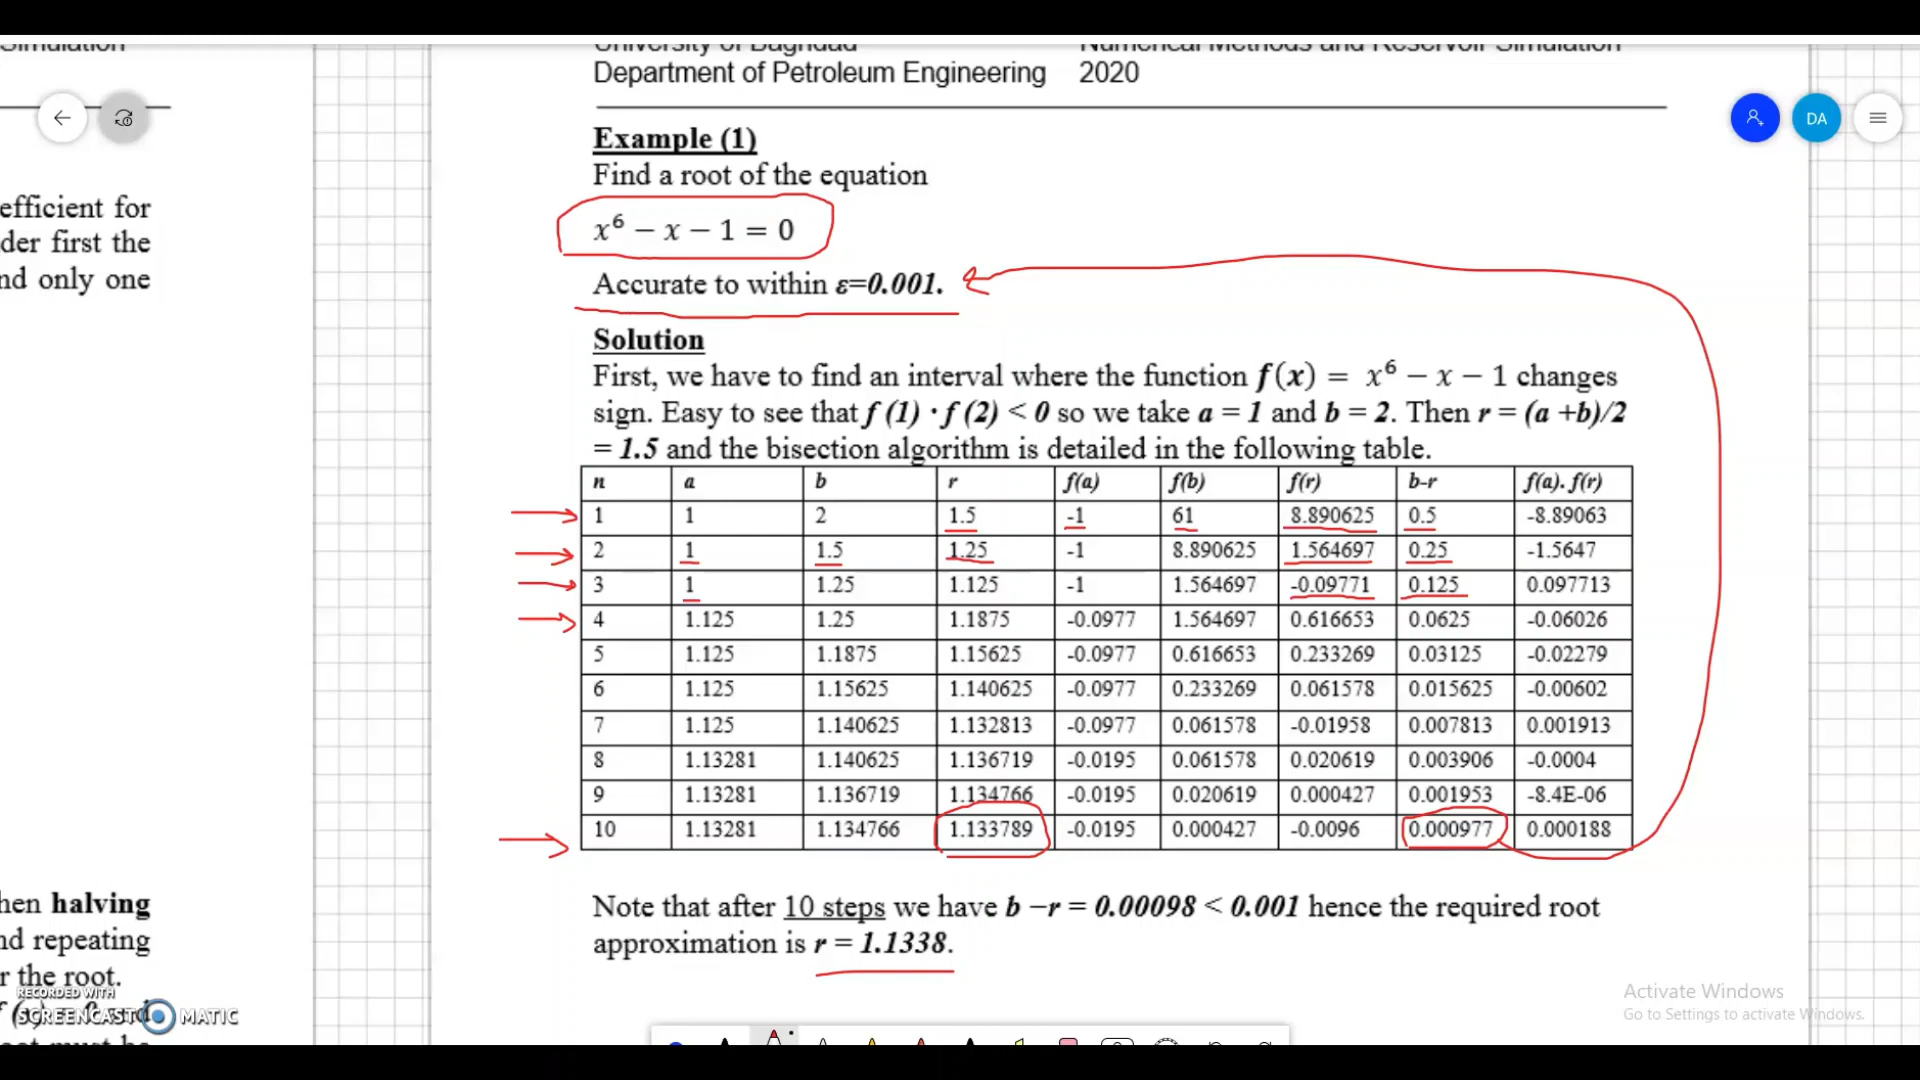 University of Baghdad Numerical Methods and Reservoir Simulation
Department of Petroleum Engineering 2020
Simulation
efficient for
der first the
nd only one
hen halving
nd repeating
r the root.
DA
Example (1)
Find a root of the equation
x⁶ − x − 1 = 0
Accurate to within ε=0.001.
Solution
First, we have to find an interval where the function f(x) = x⁶ − x − 1 changes
sign. Easy to see that f (1) · f (2) < 0 so we take a = 1 and b = 2. Then r = (a +b)/2
= 1.5 and the bisection algorithm is detailed in the following table.
n a b r f(a) f(b) f(r) b-r f(a). f(r)
1 1 2 1.5 -1 61 8.890625 0.5 -8.89063
2 1 1.5 1.25 -1 8.890625 1.564697 0.25 -1.5647
3 1 1.25 1.125 -1 1.564697 -0.09771 0.125 0.097713
4 1.125 1.25 1.1875 -0.0977 1.564697 0.616653 0.0625 -0.06026
5 1.125 1.1875 1.15625 -0.0977 0.616653 0.233269 0.03125 -0.02279
6 1.125 1.15625 1.140625 -0.0977 0.233269 0.061578 0.015625 -0.00602
7 1.125 1.140625 1.132813 -0.0977 0.061578 -0.01958 0.007813 0.001913
8 1.13281 1.140625 1.136719 -0.0195 0.061578 0.020619 0.003906 -0.0004
9 1.13281 1.136719 1.134766 -0.0195 0.020619 0.000427 0.001953 -8.4E-06
10 1.13281 1.134766 1.133789 -0.0195 0.000427 -0.0096 0.000977 0.000188
Note that after 10 steps we have b −r = 0.00098 < 0.001 hence the required root
approximation is r = 1.1338.
RECORDED WITH
SCREENCAST MATIC
Activate Windows
Go to Settings to activate Windows.